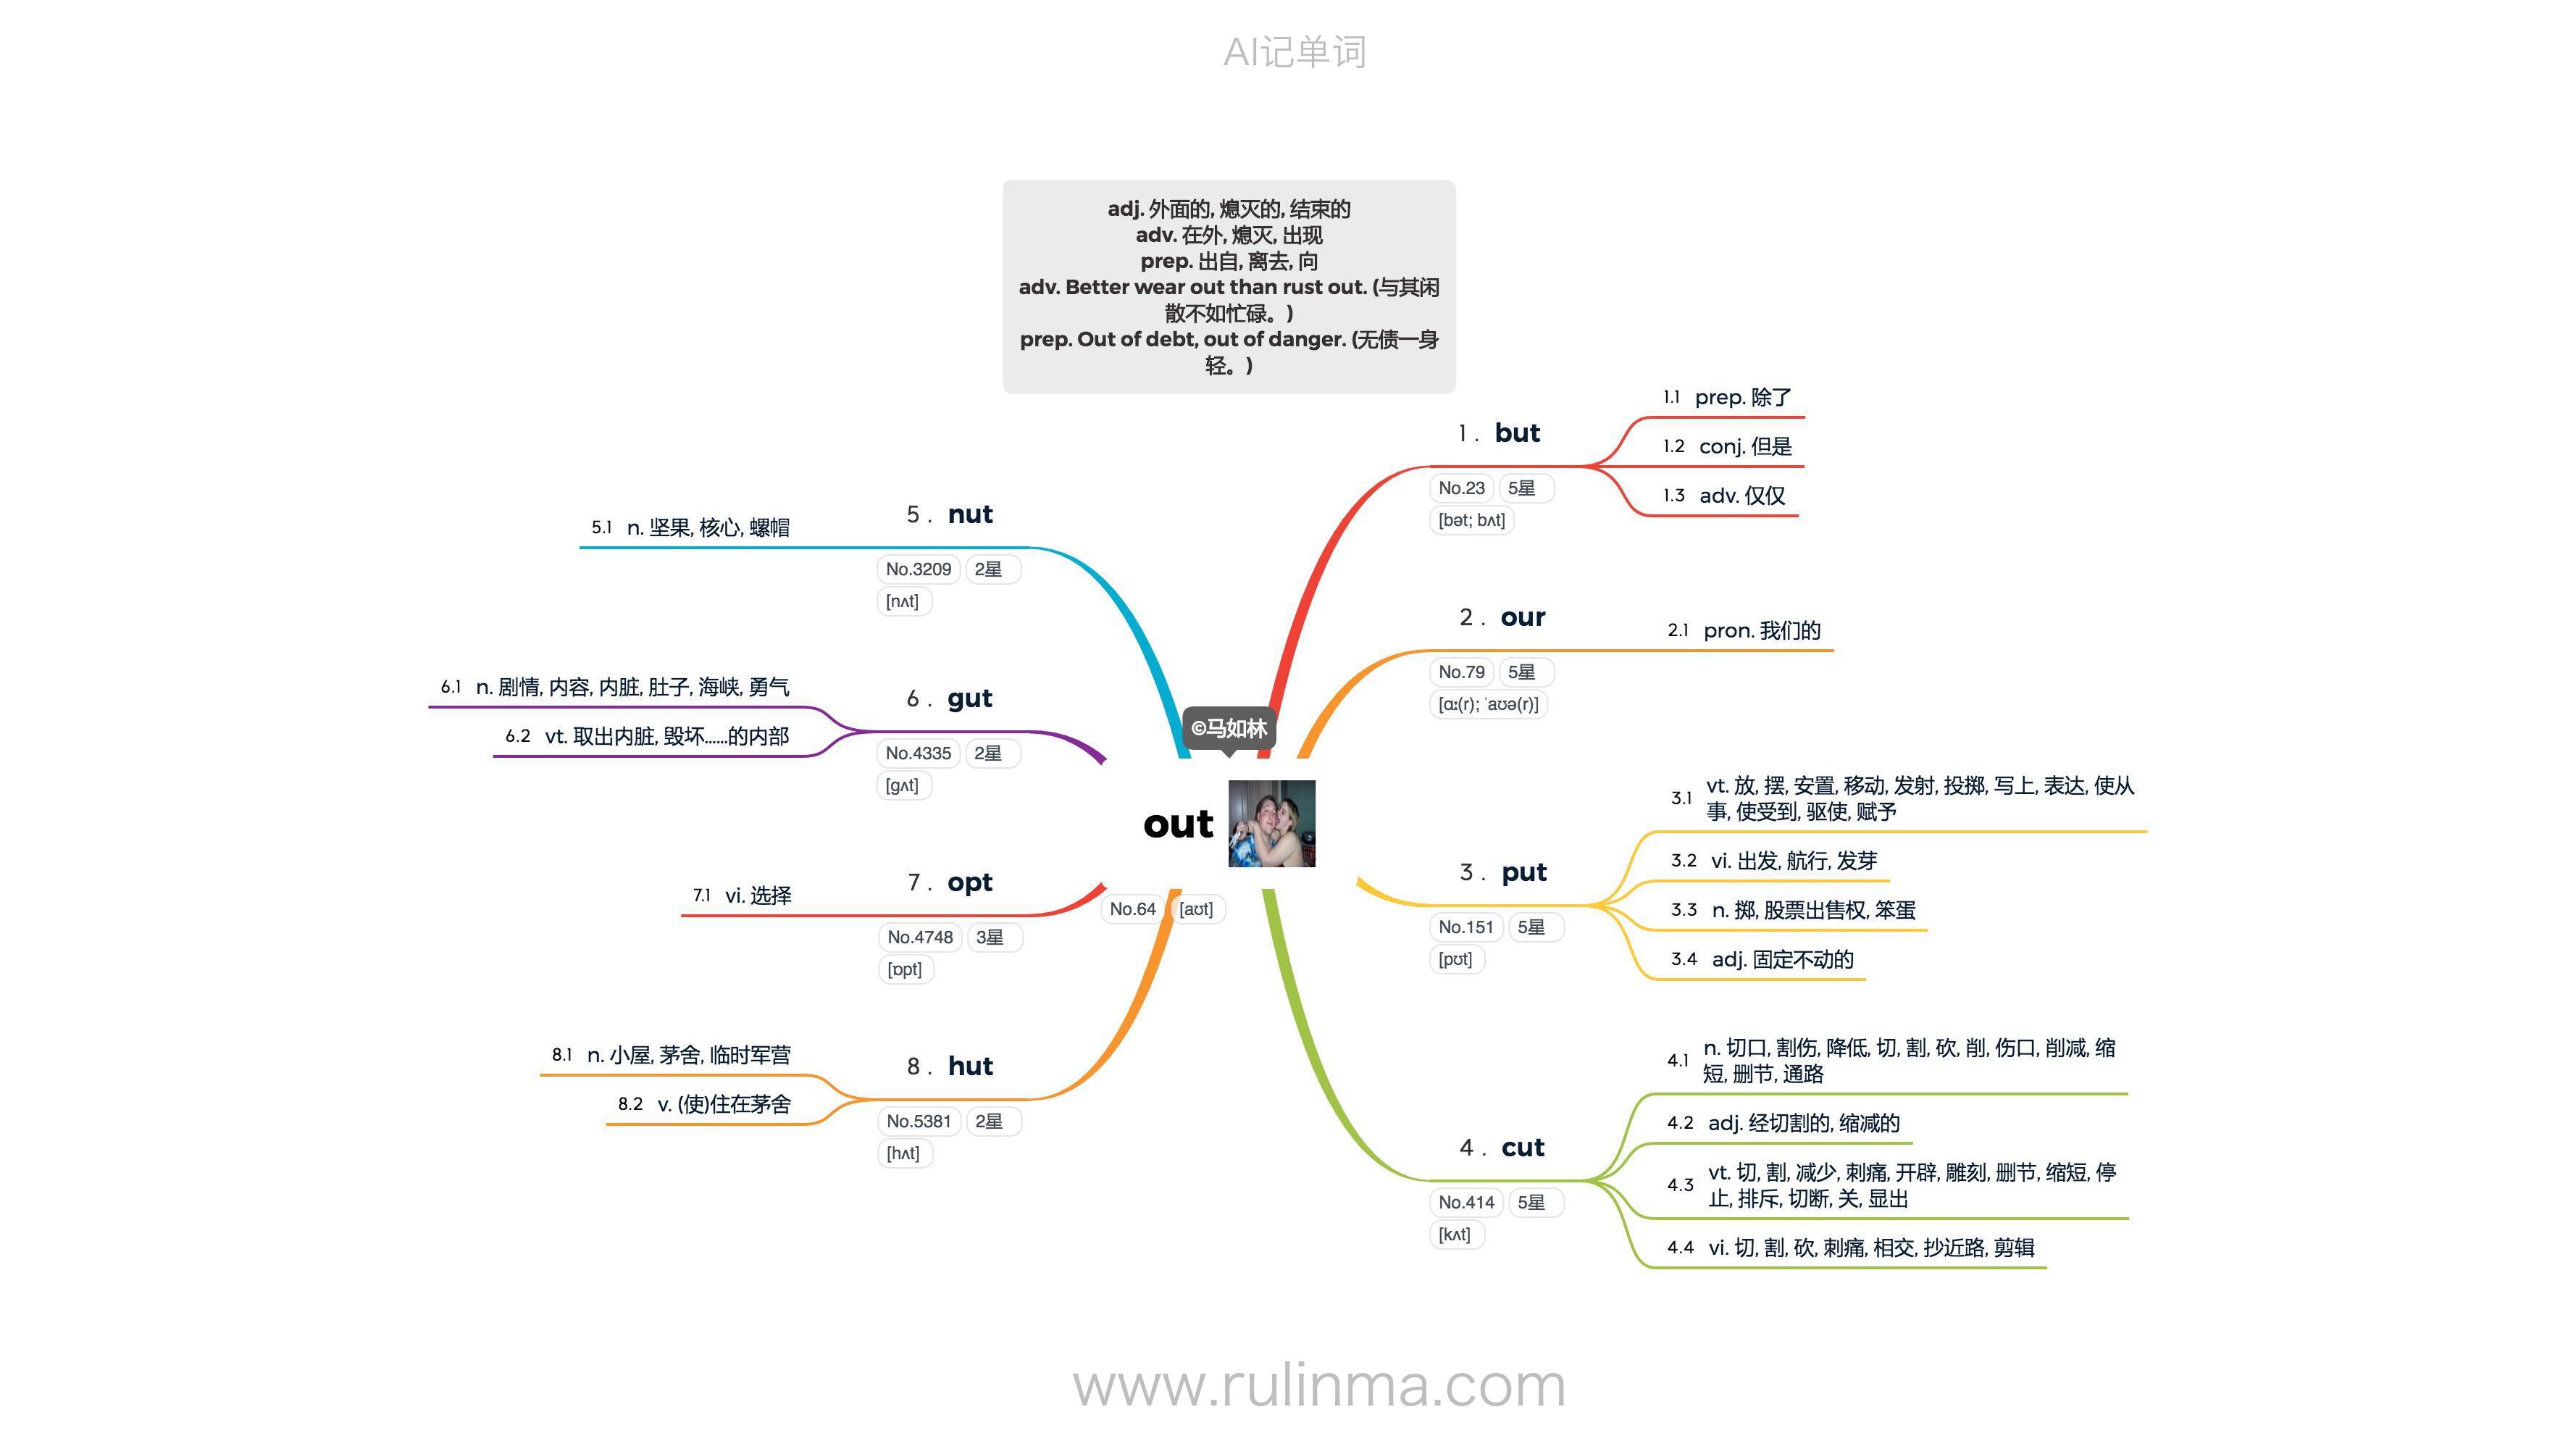 AI记单词
adj. 外面的, 熄灭的, 结束的
adv. 在外, 熄灭, 出现
prep. 出自, 离去, 向
adv. Better wear out than rust out. (与其闲
散不如忙碌。)
prep. Out of debt, out of danger. (无债一身
轻。)
©马如林
out
No.64 [aʊt]
1 . but
No.23 5星
[bət; bʌt]
1.1 prep. 除了
1.2 conj. 但是
1.3 adv. 仅仅
2 . our
No.79 5星
[ɑː(r); ˈaʊə(r)]
2.1 pron. 我们的
3 . put
No.151 5星
[pʊt]
3.1 vt. 放, 摆, 安置, 移动, 发射, 投掷, 写上, 表达, 使从
事, 使受到, 驱使, 赋予
3.2 vi. 出发, 航行, 发芽
3.3 n. 掷, 股票出售权, 笨蛋
3.4 adj. 固定不动的
4 . cut
No.414 5星
[kʌt]
4.1 n. 切口, 割伤, 降低, 切, 割, 砍, 削, 伤口, 削减, 缩
短, 删节, 通路
4.2 adj. 经切割的, 缩减的
4.3 vt. 切, 割, 减少, 刺痛, 开辟, 雕刻, 删节, 缩短, 停
止, 排斥, 切断, 关, 显出
4.4 vi. 切, 割, 砍, 刺痛, 相交, 抄近路, 剪辑
5 . nut
No.3209 2星
[nʌt]
5.1 n. 坚果, 核心, 螺帽
6 . gut
No.4335 2星
[gʌt]
6.1 n. 剧情, 内容, 内脏, 肚子, 海峡, 勇气
6.2 vt. 取出内脏, 毁坏……的内部
7 . opt
No.4748 3星
[ɒpt]
7.1 vi. 选择
8 . hut
No.5381 2星
[hʌt]
8.1 n. 小屋, 茅舍, 临时军营
8.2 v. (使)住在茅舍
www.rulinma.com